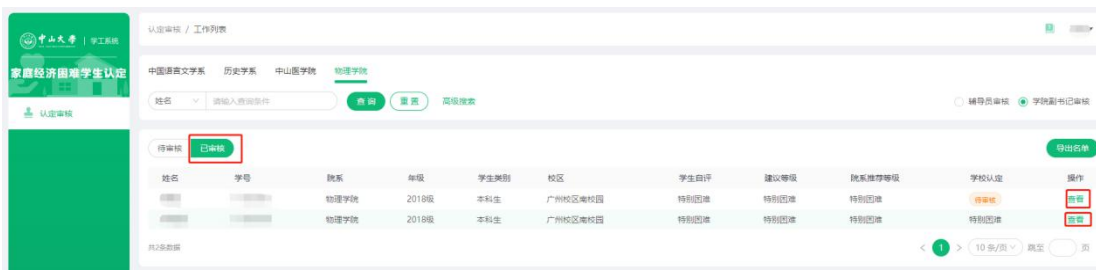 中山大学 | 学工系统
家庭经济困难学生认定
认定审核
认定审核 / 工作列表
中国语言文学系 历史学系 中山医学院 物理学院
姓名 请输入查询条件 查询 重置 高级搜索 辅导员审核 学院副书记审核
待审核 已审核 导出名单
姓名 学号 院系 年级 学生类别 校区 学生自评 建议等级 院系推荐等级 学校认定 操作
物理学院 2018级 本科生 广州校区南校园 特别困难 特别困难 特别困难 待审核 查看
物理学院 2018级 本科生 广州校区南校园 特别困难 特别困难 特别困难 特别困难 查看
共2条数据 < 1 > 10 条/页 跳至 页